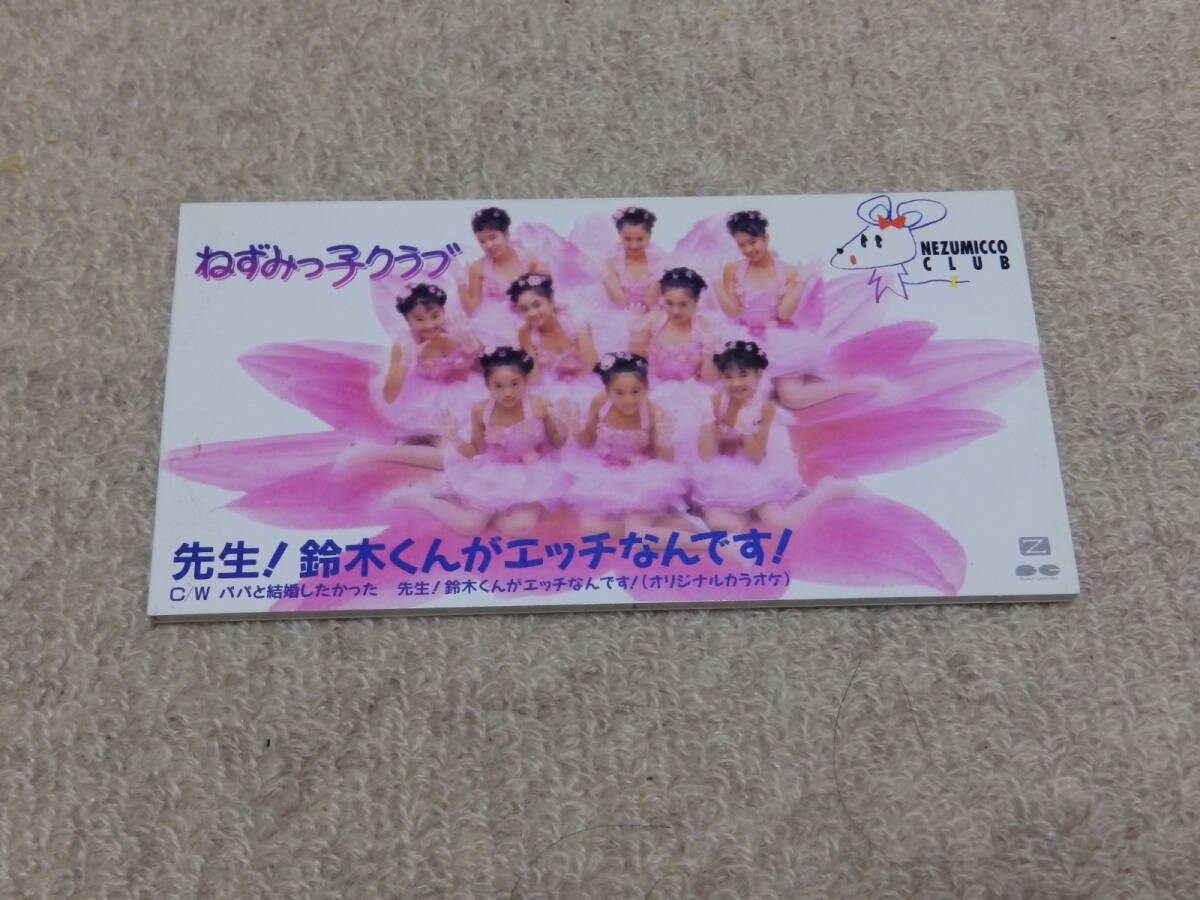 ねずみっ子クラブ
NEZUMICCO
CLUB
先生!鈴木くんがエッチなんです!
C/W パパと結婚したかった 先生!鈴木くんがエッチなんです!(オリジナルカラオケ)
Z